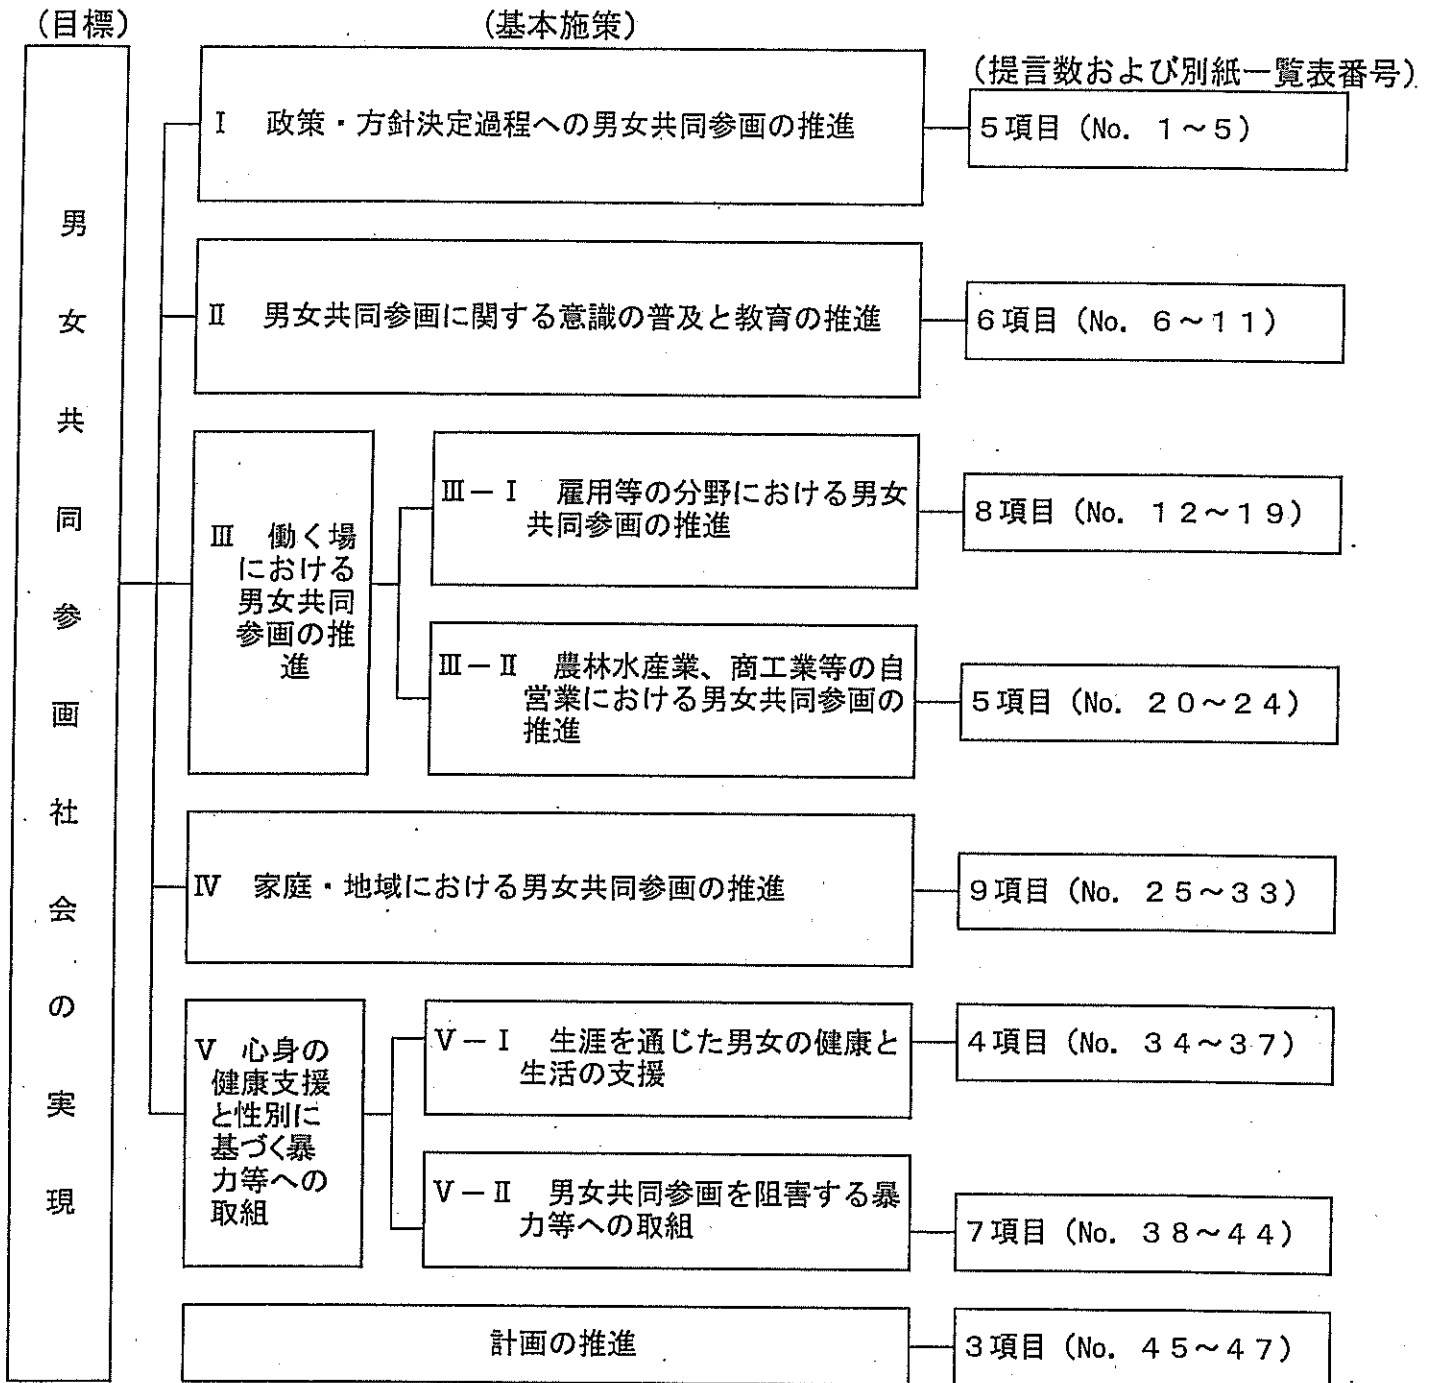 (目標)
(基本施策)
(提言数および別紙一覧表番号)
男女共同参画社会の実現
Ⅰ 政策・方針決定過程への男女共同参画の推進
5項目 (No. 1~5)
Ⅱ 男女共同参画に関する意識の普及と教育の推進
6項目 (No. 6~11)
Ⅲ 働く場
における
男女共同
参画の推
進
Ⅲ-Ⅰ 雇用等の分野における男女
共同参画の推進
8項目 (No. 12~19)
Ⅲ-Ⅱ 農林水産業、商工業等の自
営業における男女共同参画の
推進
5項目 (No. 20~24)
Ⅳ 家庭・地域における男女共同参画の推進
9項目 (No. 25~33)
Ⅴ 心身の
健康支援
と性別に
基づく暴
力等への
取組
Ⅴ-Ⅰ 生涯を通じた男女の健康と
生活の支援
4項目 (No. 34~37)
Ⅴ-Ⅱ 男女共同参画を阻害する暴
力等への取組
7項目 (No. 38~44)
計画の推進
3項目 (No. 45~47)